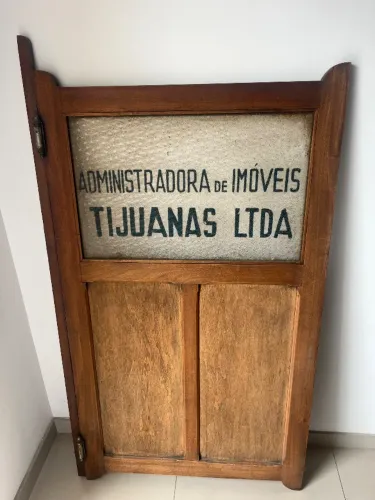 ADMINISTRADORA DE IMÓVEIS
TIJUANAS LTDA